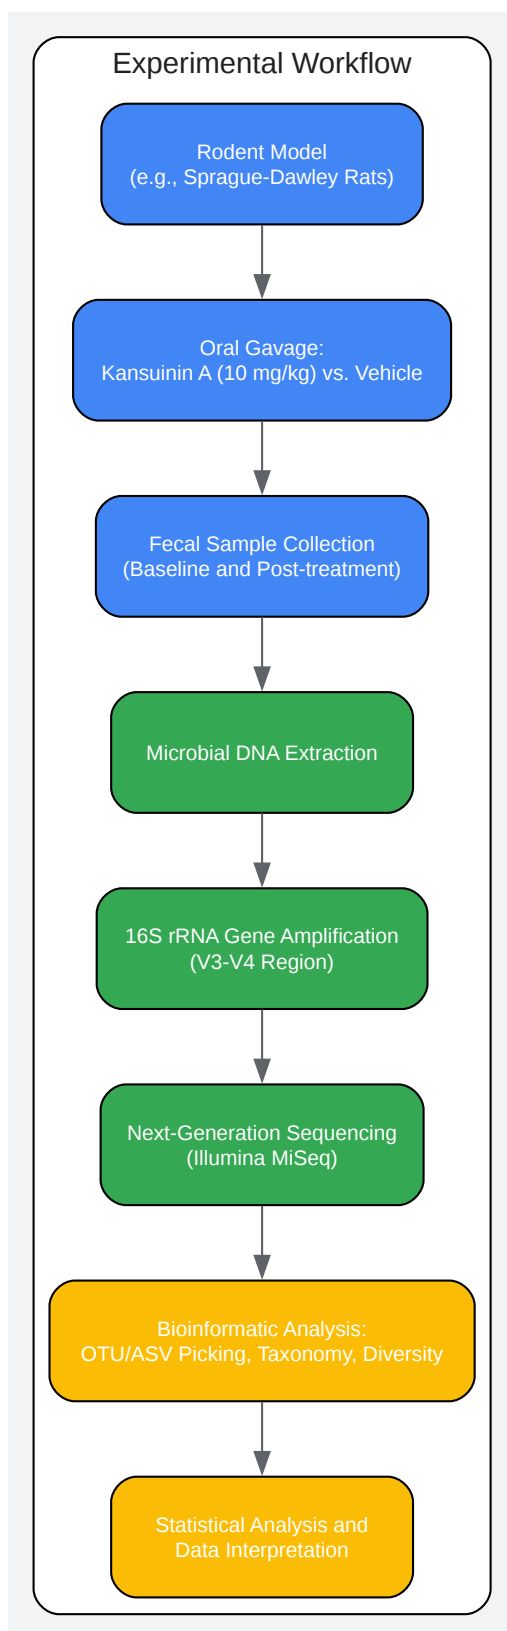 Experimental Workflow
Rodent Model
(e.g., Sprague-Dawley Rats)
Oral Gavage:
Kansuinin A (10 mg/kg) vs. Vehicle
Fecal Sample Collection
(Baseline and Post-treatment)
Microbial DNA Extraction
16S rRNA Gene Amplification
(V3-V4 Region)
Next-Generation Sequencing
(Illumina MiSeq)
Bioinformatic Analysis:
OTU/ASV Picking, Taxonomy, Diversity
Statistical Analysis and
Data Interpretation